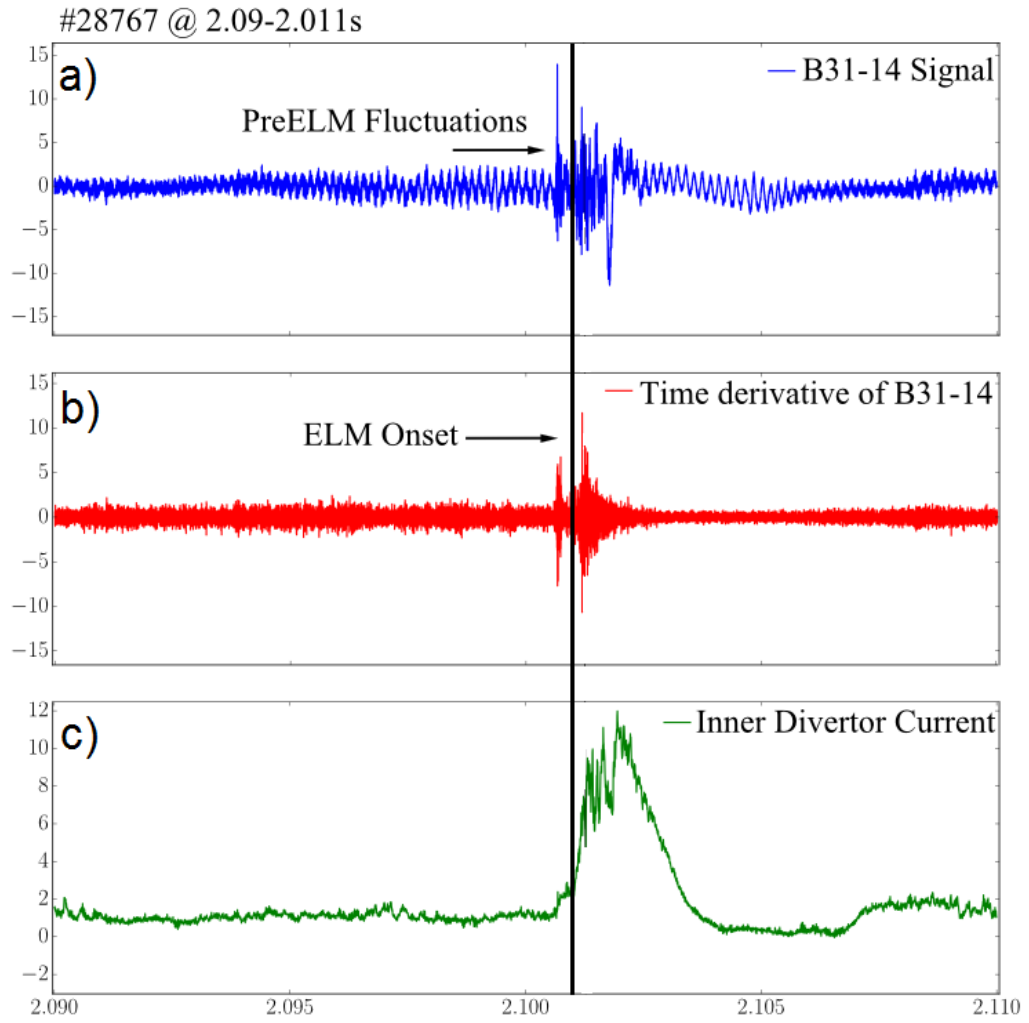 #28767 @ 2.09-2.011s
a)
B31-14 Signal
PreELM Fluctuations
15
10
5
0
−5
−10
−15
b)
Time derivative of B31-14
ELM Onset
15
10
5
0
−5
−10
−15
c)
Inner Divertor Current
12
10
8
6
4
2
0
−2
2.090 2.095 2.100 2.105 2.110